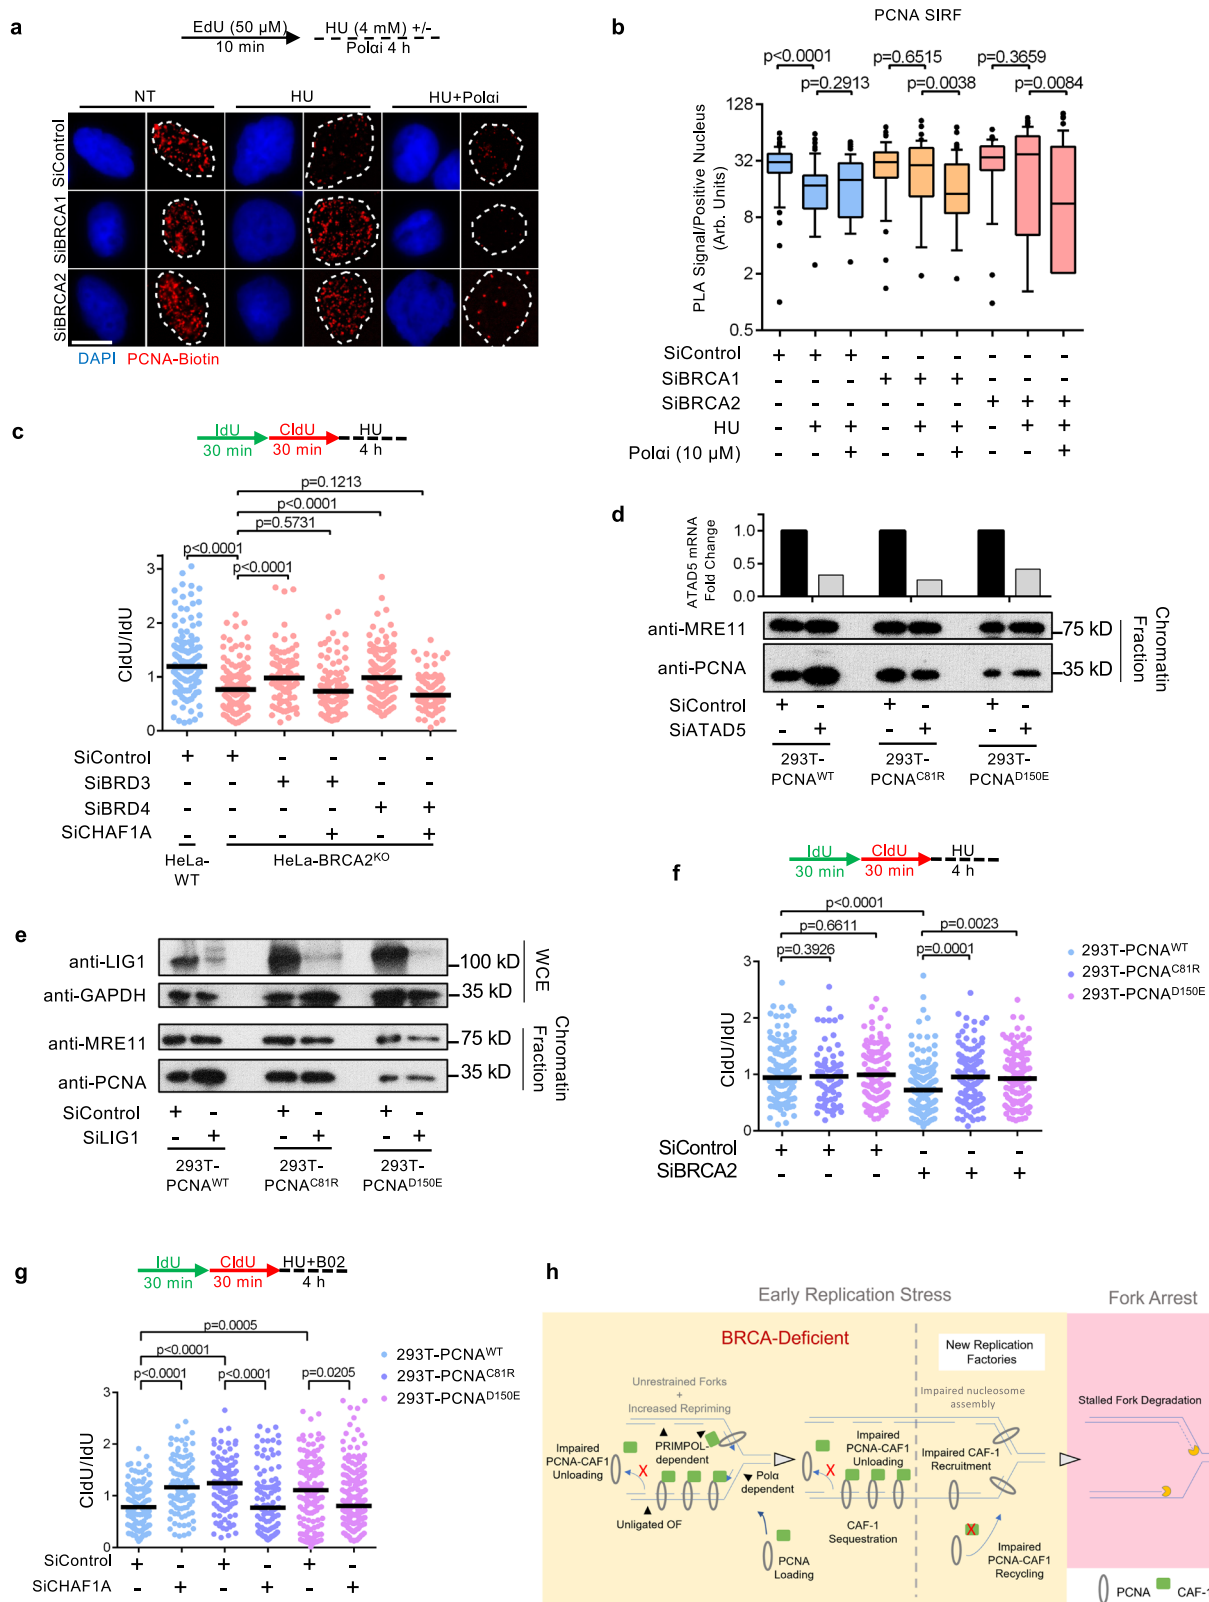 a
EdU (50 µM)
10 min
HU (4 mM) +/-
Polαi 4 h
NT
HU
HU+Polαi
SiControl
SiBRCA1
SiBRCA2
DAPI PCNA-Biotin
b
PCNA SIRF
p<0.0001
p=0.6515
p=0.3659
p=0.2913
p=0.0038
p=0.0084
PLA Signal/Positive Nucleus
(Arb. Units)
128
32
8
2
0.5
SiControl + + + - - - - - -
SiBRCA1 - - - + + + - - -
SiBRCA2 - - - - - - + + +
HU - + + - + + - + +
Polαi (10 µM) - - + - - + - - +
c
IdU
30 min
CldU
30 min
HU
4 h
p=0.1213
p<0.0001
p=0.5731
p<0.0001
p<0.0001
CldU/IdU
3
2
1
0
SiControl + + - - - -
SiBRD3 - - + + - -
SiBRD4 - - - - + +
SiCHAF1A - - - + - +
HeLa-WT
HeLa-BRCA2KO
d
ATAD5 mRNA
Fold Change
1.0
0.5
0.0
anti-MRE11
75 kD
anti-PCNA
35 kD
Chromatin
Fraction
SiControl + - + - + -
SiATAD5 - + - + - +
293T-PCNAWT
293T-PCNAC81R
293T-PCNAD150E
e
anti-LIG1
100 kD
anti-GAPDH
35 kD
WCE
anti-MRE11
75 kD
anti-PCNA
35 kD
Chromatin
Fraction
SiControl + - + - + -
SiLIG1 - + - + - +
293T-PCNAWT
293T-PCNAC81R
293T-PCNAD150E
f
IdU
30 min
CldU
30 min
HU
4 h
p<0.0001
p=0.6611
p=0.0023
p=0.3926
p=0.0001
293T-PCNAWT
293T-PCNAC81R
293T-PCNAD150E
CldU/IdU
3
2
1
0
SiControl + + + - - -
SiBRCA2 - - - + + +
g
IdU
30 min
CldU
30 min
HU+B02
4 h
p=0.0005
p<0.0001
p<0.0001
p<0.0001
p=0.0205
293T-PCNAWT
293T-PCNAC81R
293T-PCNAD150E
CldU/IdU
3
2
1
0
SiControl + - + - + -
SiCHAF1A - + - + - +
h
Early Replication Stress
Fork Arrest
BRCA-Deficient
New Replication
Factories
Unrestrained Forks
+
Increased Repriming
Impaired nucleosome
assembly
Stalled Fork Degradation
Impaired
PCNA-CAF1
Unloading
X
PRIMPOL-
dependent
Polα
dependent
Unligated OF
PCNA
Loading
Impaired
PCNA-CAF1
Unloading
X
CAF-1
Sequestration
Impaired CAF-1
Recruitment
X
Impaired
PCNA-CAF1
Recycling
PCNA
CAF-1